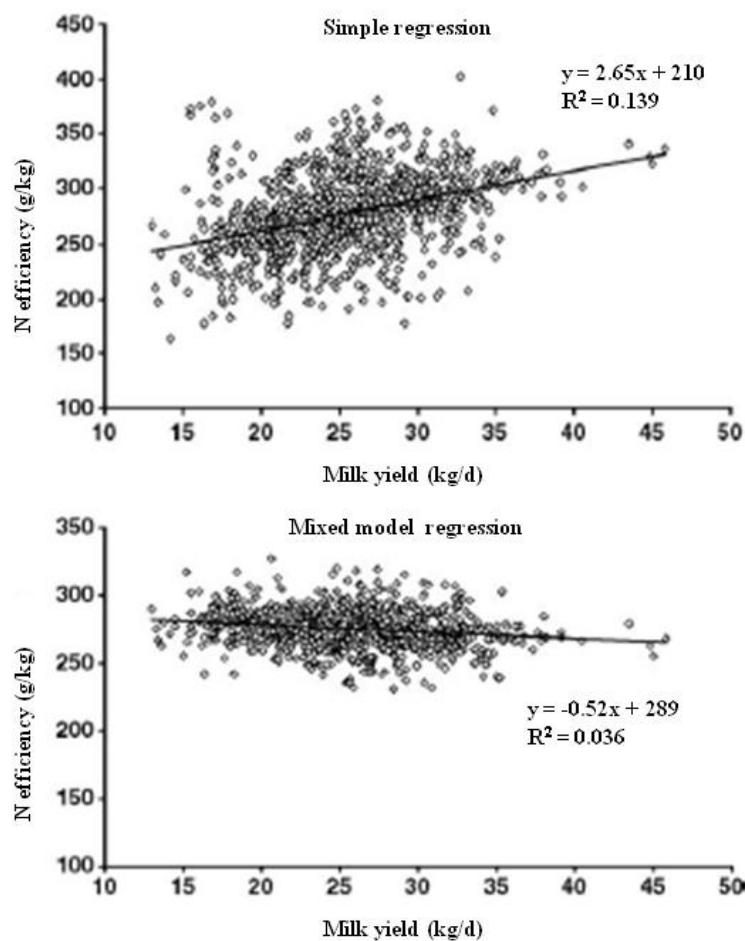 Simple regression
y = 2.65x + 210
R² = 0.139
450
400
350
300
250
200
150
100
N efficiency (g/kg)
10 15 20 25 30 35 40 45 50
Milk yield (kg/d)
Mixed model regression
350
300
250
200
150
100
N efficiency (g/kg)
y = -0.52x + 289
R² = 0.036
10 15 20 25 30 35 40 45 50
Milk yield (kg/d)